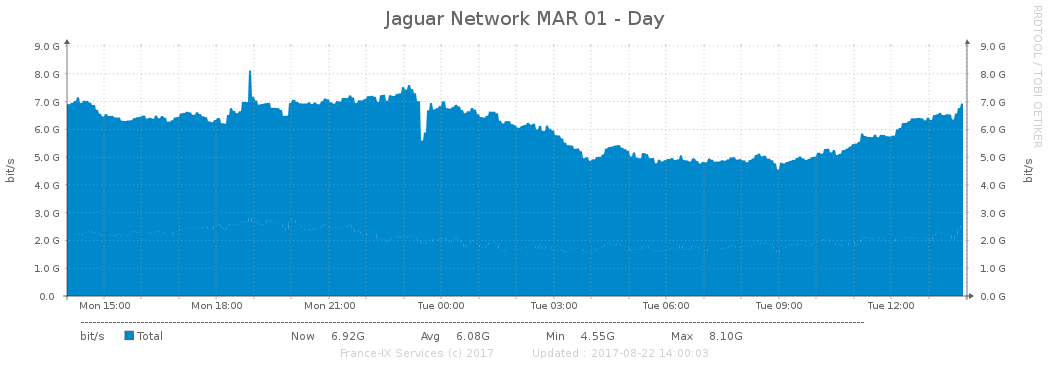 Jaguar Network MAR 01 - Day
RRDTOOL / TOBI OETIKER
9.0 G 9.0 G
8.0 G 8.0 G
7.0 G 7.0 G
6.0 G 6.0 G
5.0 G 5.0 G
4.0 G 4.0 G
3.0 G 3.0 G
2.0 G 2.0 G
1.0 G 1.0 G
0.0 0.0 G
bit/s bit/s
Mon 15:00 Mon 18:00 Mon 21:00 Tue 00:00 Tue 03:00 Tue 06:00 Tue 09:00 Tue 12:00
bit/s Total Now 6.92G Avg 6.08G Min 4.55G Max 8.10G
France-IX Services (c) 2017 Updated : 2017-08-22 14:00:03